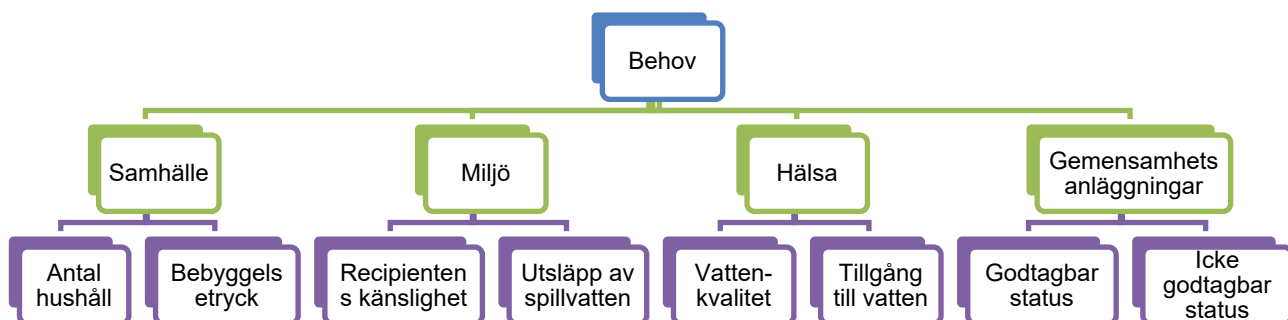 Behov
Samhälle
Miljö
Hälsa
Gemensamhets
anläggningar
Antal
hushåll
Bebyggels
etryck
Recipienten
s känslighet
Utsläpp av
spillvatten
Vatten-
kvalitet
Tillgång
till vatten
Godtagbar
status
Icke
godtagbar
status